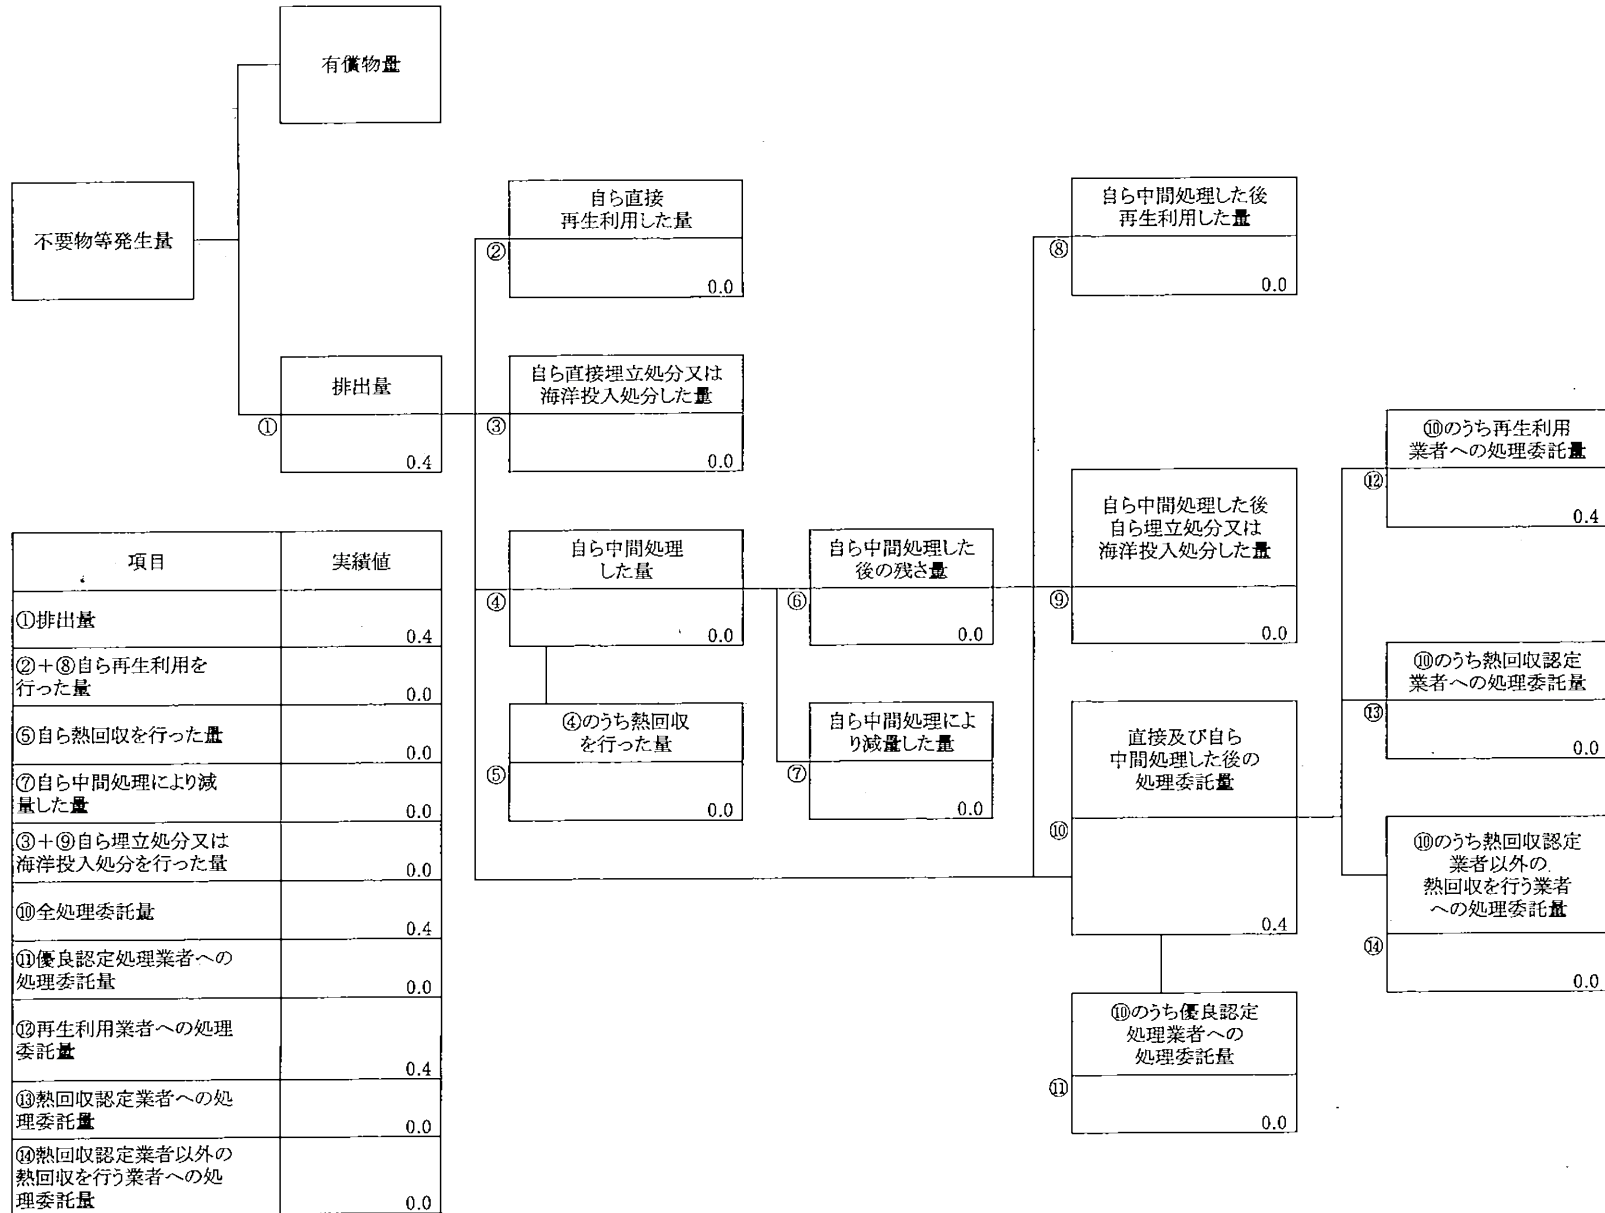 有償物量
不要物等発生量
排出量
①
0.4
自ら直接
再生利用した量
②
0.0
自ら直接埋立処分又は
海洋投入処分した量
③
0.0
自ら中間処理
した量
④
0.0
④のうち熱回収
を行った量
⑤
0.0
自ら中間処理した
後の残さ量
⑥
0.0
自ら中間処理によ
り減量した量
⑦
0.0
自ら中間処理した後
再生利用した量
⑧
0.0
自ら中間処理した後
自ら埋立処分又は
海洋投入処分した量
⑨
0.0
直接及び自ら
中間処理した後の
処理委託量
⑩
0.4
⑩のうち優良認定
処理業者への
処理委託量
⑪
0.0
⑩のうち再生利用
業者への処理委託量
⑫
0.4
⑩のうち熱回収認定
業者への処理委託量
⑬
0.0
⑩のうち熱回収認定
業者以外の
熱回収を行う業者
への処理委託量
⑭
0.0
項目 実績値
①排出量
0.4
②+⑧自ら再生利用を
行った量
0.0
⑤自ら熱回収を行った量
0.0
⑦自ら中間処理により減
量した量
0.0
③+⑨自ら埋立処分又は
海洋投入処分を行った量
0.0
⑩全処理委託量
0.4
⑪優良認定処理業者への
処理委託量
0.0
⑫再生利用業者への処理
委託量
0.4
⑬熱回収認定業者への処
理委託量
0.0
⑭熱回収認定業者以外の
熱回収を行う業者への処
理委託量
0.0